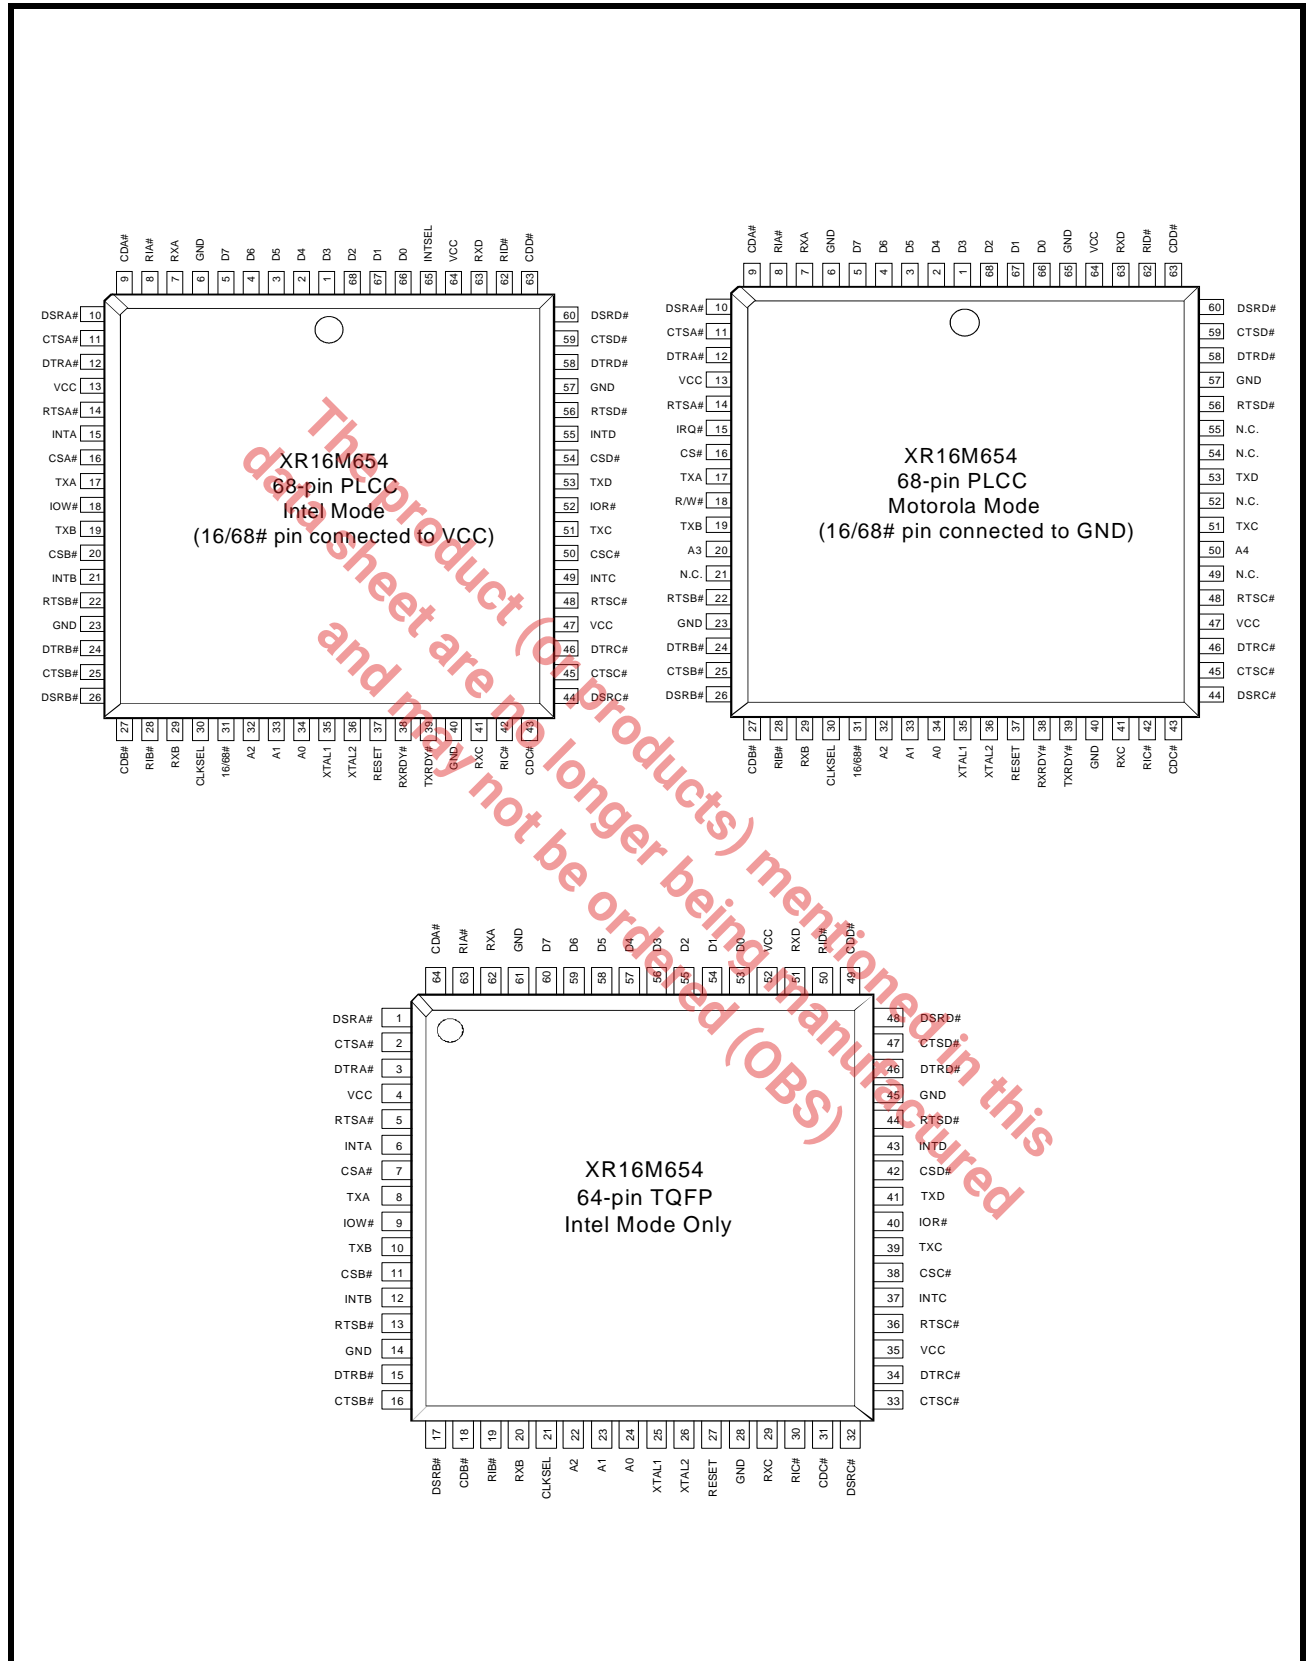 CDA# RIA# RXA GND D7 D6 D5 D4 D3 D2 D1 D0 INTSEL VCC RXD RID# CDD#
9 8 7 6 5 4 3 2 1 68 67 66 65 64 63 62 63
DSRA# 10
CTSA# 11
DTRA# 12
VCC 13
RTSA# 14
INTA 15
CSA# 16
TXA 17
IOW# 18
TXB 19
CSB# 20
INTB 21
RTSB# 22
GND 23
DTRB# 24
CTSB# 25
DSRB# 26
XR16M654
68-pin PLCC
Intel Mode
(16/68# pin connected to VCC)
60 DSRD#
59 CTSD#
58 DTRD#
57 GND
56 RTSD#
55 INTD
54 CSD#
53 TXD
52 IOR#
51 TXC
50 CSC#
49 INTC
48 RTSC#
47 VCC
46 DTRC#
45 CTSC#
44 DSRC#
27 28 29 30 31 32 33 34 35 36 37 38 39 40 41 42 43
CDB# RIB# RXB CLKSEL 16/68# A2 A1 A0 XTAL1 XTAL2 RESET RXRDY# TXRDY# GND RXC RIC# CDC#
CDA# RIA# RXA GND D7 D6 D5 D4 D3 D2 D1 D0 GND VCC RXD RID# CDD#
9 8 7 6 5 4 3 2 1 68 67 66 65 64 63 62 63
DSRA# 10
CTSA# 11
DTRA# 12
VCC 13
RTSA# 14
IRQ# 15
CS# 16
TXA 17
R/W# 18
TXB 19
A3 20
N.C. 21
RTSB# 22
GND 23
DTRB# 24
CTSB# 25
DSRB# 26
XR16M654
68-pin PLCC
Motorola Mode
(16/68# pin connected to GND)
60 DSRD#
59 CTSD#
58 DTRD#
57 GND
56 RTSD#
55 N.C.
54 N.C.
53 TXD
52 N.C.
51 TXC
50 A4
49 N.C.
48 RTSC#
47 VCC
46 DTRC#
45 CTSC#
44 DSRC#
27 28 29 30 31 32 33 34 35 36 37 38 39 40 41 42 43
CDB# RIB# RXB CLKSEL 16/68# A2 A1 A0 XTAL1 XTAL2 RESET RXRDY# TXRDY# GND RXC RIC# CDC#
CDA# RIA# RXA GND D7 D6 D5 D4 D3 D2 D1 D0 VCC RXD RID# CDD#
64 63 62 61 60 59 58 57 56 55 54 53 52 51 50 49
DSRA# 1
CTSA# 2
DTRA# 3
VCC 4
RTSA# 5
INTA 6
CSA# 7
TXA 8
IOW# 9
TXB 10
CSB# 11
INTB 12
RTSB# 13
GND 14
DTRB# 15
CTSB# 16
XR16M654
64-pin TQFP
Intel Mode Only
48 DSRD#
47 CTSD#
46 DTRD#
45 GND
44 RTSD#
43 INTD
42 CSD#
41 TXD
40 IOR#
39 TXC
38 CSC#
37 INTC
36 RTSC#
35 VCC
34 DTRC#
33 CTSC#
17 18 19 20 21 22 23 24 25 26 27 28 29 30 31 32
DSRB# CDB# RIB# RXB CLKSEL A2 A1 A0 XTAL1 XTAL2 RESET GND RXC RIC# CDC# DSRC#
The product (or products) mentioned in this
data sheet are no longer being manufactured
and may not be ordered (OBS)